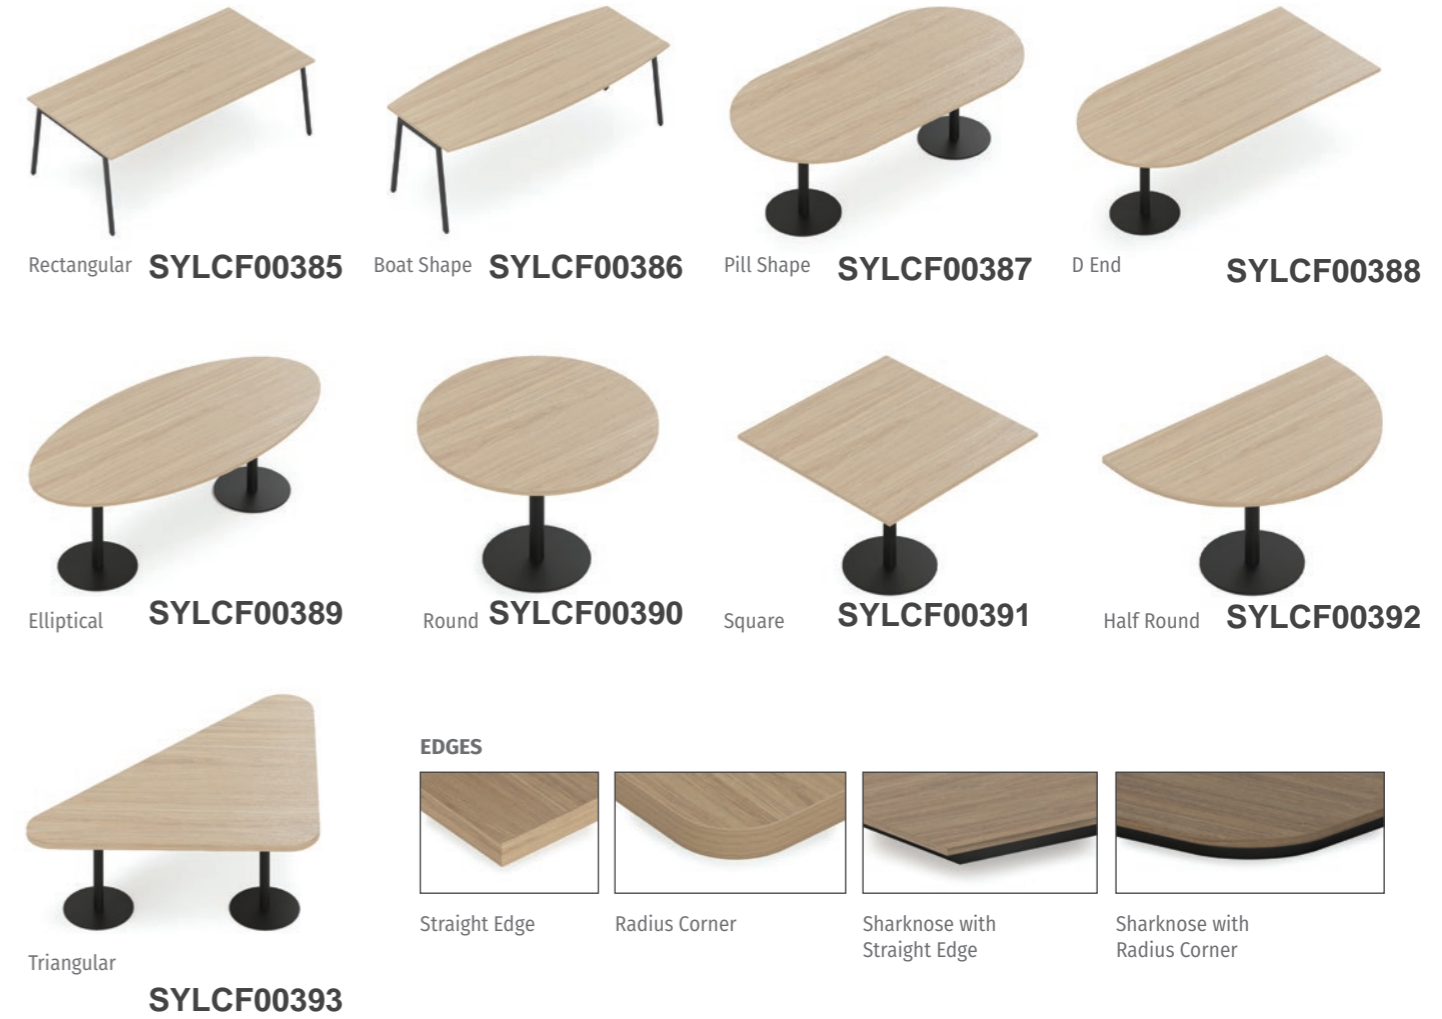 Rectangular SYLCF00385
Boat Shape SYLCF00386
Pill Shape SYLCF00387
D End SYLCF00388
Elliptical SYLCF00389
Round SYLCF00390
Square SYLCF00391
Half Round SYLCF00392
Triangular
SYLCF00393
EDGES
Straight Edge
Radius Corner
Sharknose with
Straight Edge
Sharknose with
Radius Corner